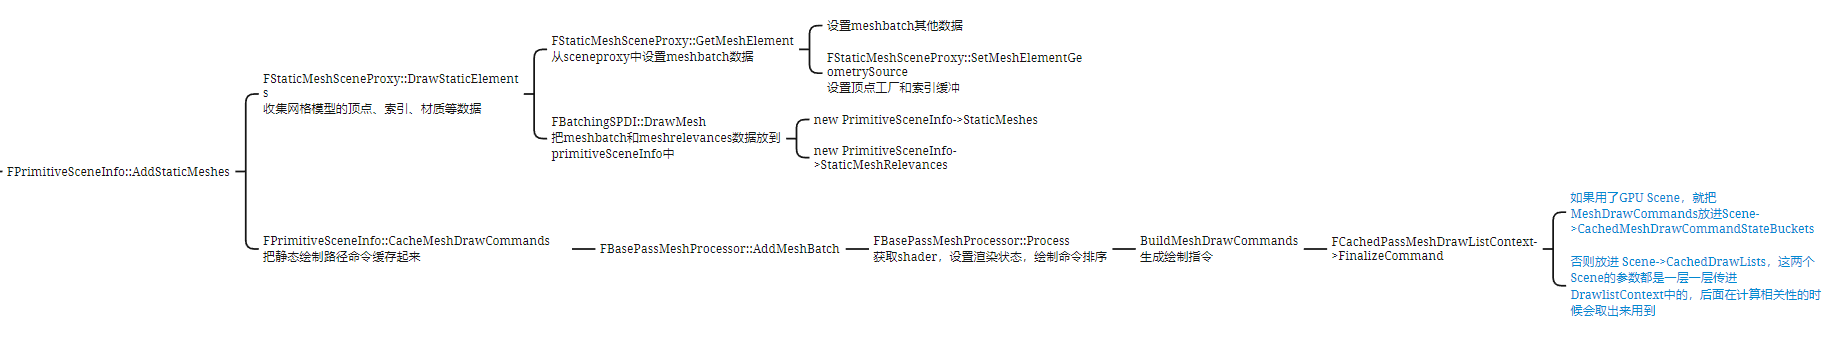 FPrimitiveSceneInfo::AddStaticMeshes
FStaticMeshSceneProxy::DrawStaticElement
s
收集网格模型的顶点、索引、材质等数据
FStaticMeshSceneProxy::GetMeshElement
从sceneproxy中设置meshbatch数据
设置meshbatch其他数据
FStaticMeshSceneProxy::SetMeshElementGe
ometrySource
设置顶点工厂和索引缓冲
FBatchingSPDI::DrawMesh
把meshbatch和meshrelevances数据放到
primitiveSceneInfo中
new PrimitiveSceneInfo->StaticMeshes
new PrimitiveSceneInfo-
>StaticMeshRelevances
FPrimitiveSceneInfo::CacheMeshDrawCommands
把静态绘制路径命令缓存起来
FBasePassMeshProcessor::AddMeshBatch
FBasePassMeshProcessor::Process
获取shader，设置渲染状态，绘制命令排序
BuildMeshDrawCommands
生成绘制指令
FCachedPassMeshDrawListContext-
>FinalizeCommand
如果用了GPU Scene，就把
MeshDrawCommands放进Scene-
>CachedMeshDrawCommandStateBuckets
否则放进 Scene->CachedDrawLists，这两个
Scene的参数都是一层一层传进
DrawlistContext中的，后面在计算相关性的时
候会取出来用到